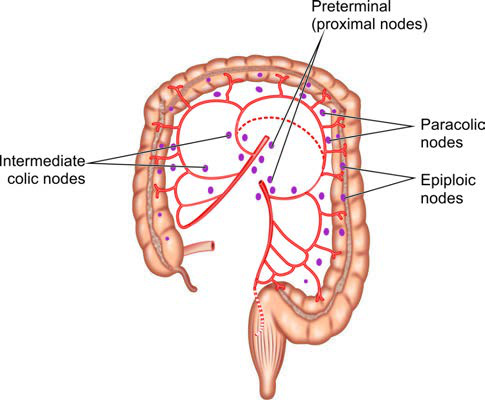 Preterminal
(proximal nodes)
Paracolic
nodes
Intermediate
colic nodes
Epiploic
nodes